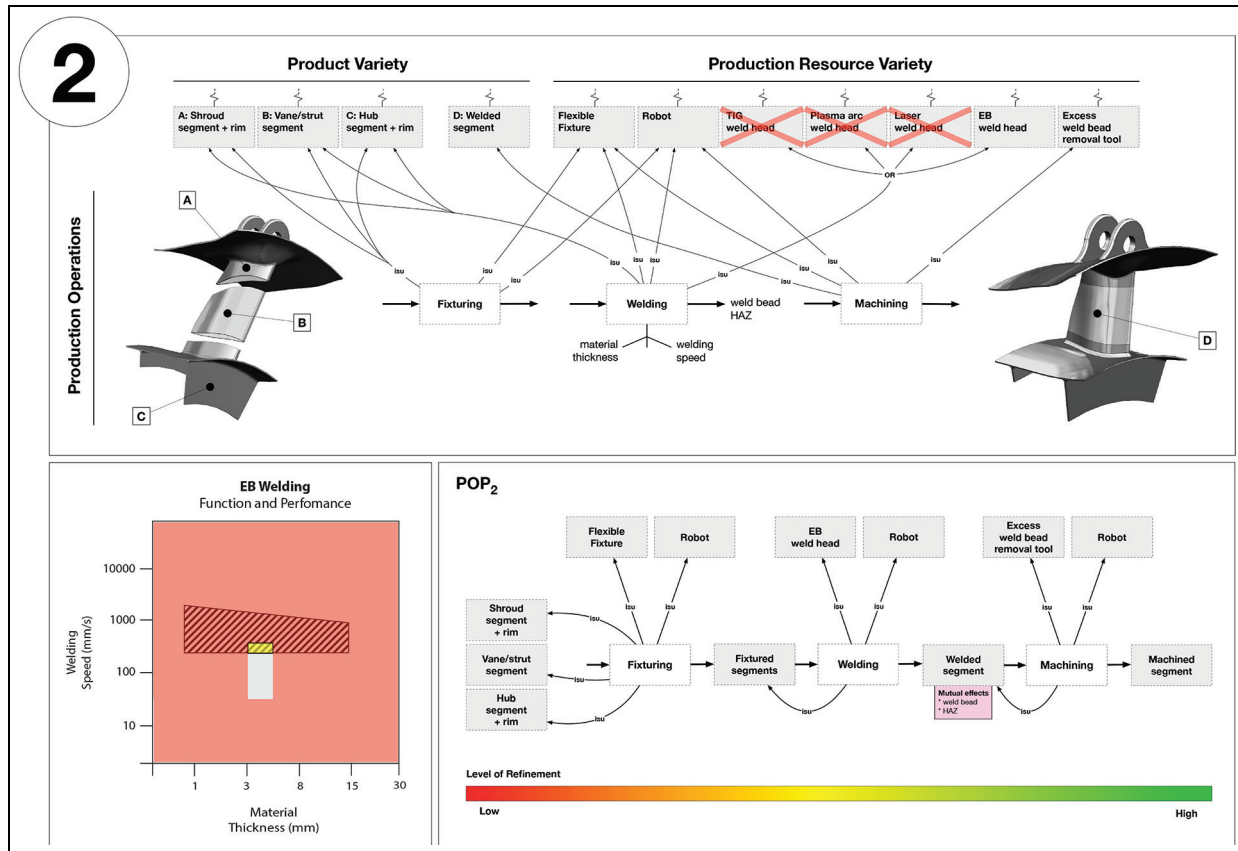 2
Product Variety
Production Resource Variety
A: Shroud
segment + rim
B: Vane/strut
segment
C: Hub
segment + rim
D: Welded
segment
Flexible
Fixture
Robot
TIG
weld head
Plasma arc
weld head
Laser
weld head
EB
weld head
Excess
weld bead
removal tool
OR
Production Operations
A
B
C
D
isu
isu
isu
isu
isu
isu
isu
isu
isu
isu
isu
Fixturing
Welding
Machining
weld bead
HAZ
material
thickness
welding
speed
EB Welding
Function and Perfomance
Welding
Speed (mm/s)
10000
1000
100
10
1
3
8
15
30
Material
Thickness (mm)
POP2
Flexible
Fixture
Robot
EB
weld head
Robot
Excess
weld bead
removal tool
Robot
isu
isu
isu
isu
isu
isu
Shroud
segment
+ rim
isu
Vane/strut
segment
isu
Hub
segment
+ rim
isu
Fixturing
Fixtured
segments
isu
Welding
Welded
segment
Mutual effects
* weld bead
* HAZ
isu
Machining
Machined
segment
Level of Refinement
Low
High